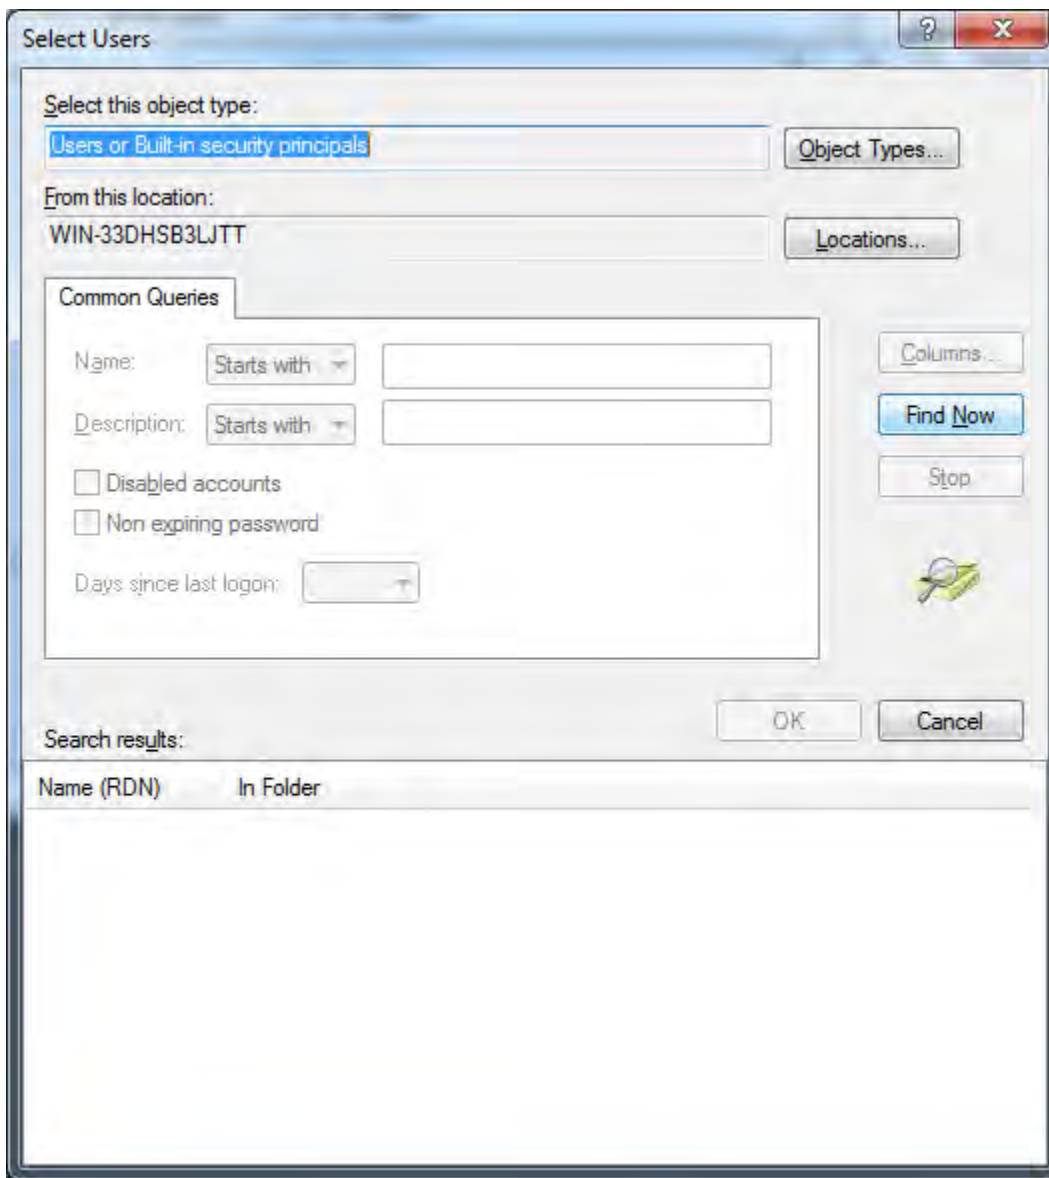 Select Users
Select this object type:
Users or Built-in security principals
Object Types...
From this location:
WIN-33DHSB3LJTT
Locations...
Common Queries
Name: Starts with
Columns...
Description: Starts with
Find Now
Disabled accounts
Stop
Non expiring password
Days since last logon:
OK Cancel
Search results:
Name (RDN) In Folder